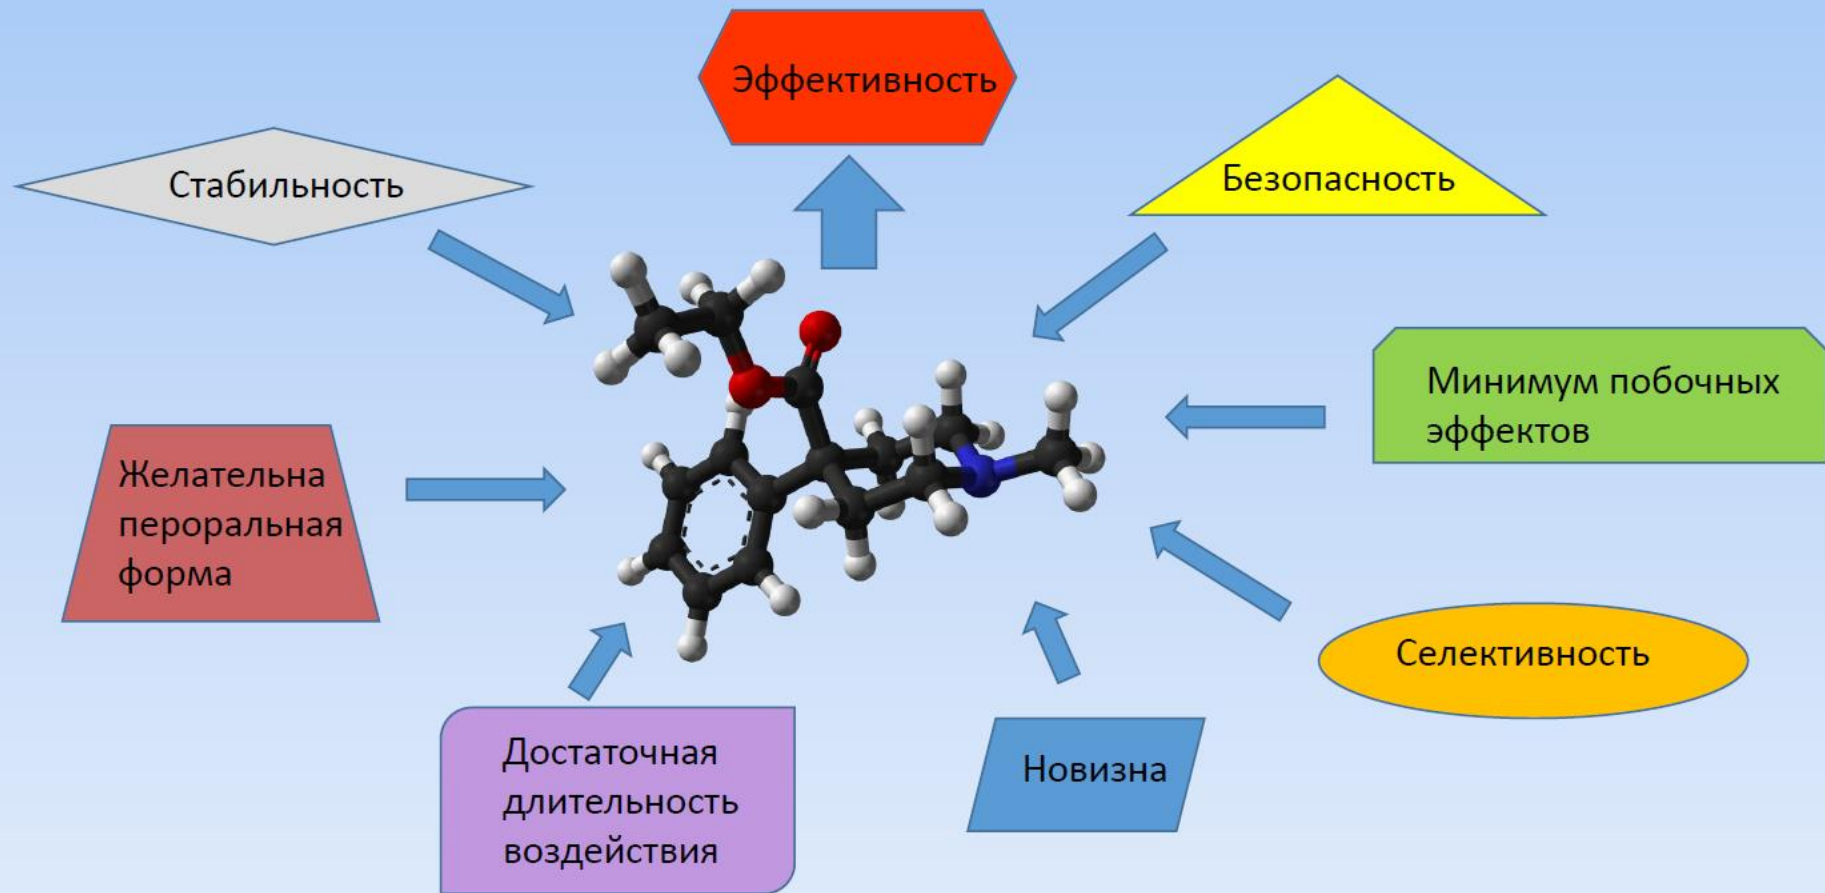 Эффективность
Стабильность
Безопасность
Минимум побочных
эффектов
Желательна
пероральная
форма
Селективность
Достаточная
длительность
воздействия
Новизна